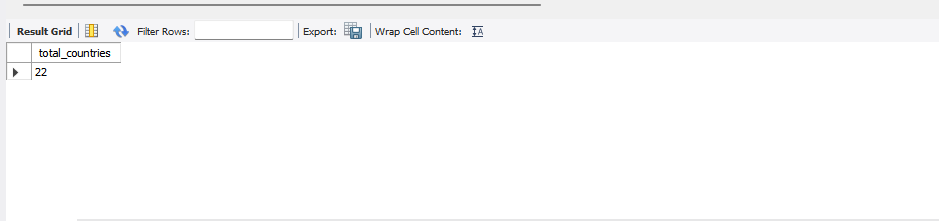 Result Grid Filter Rows: Export: Wrap Cell Content:
total_countries
22